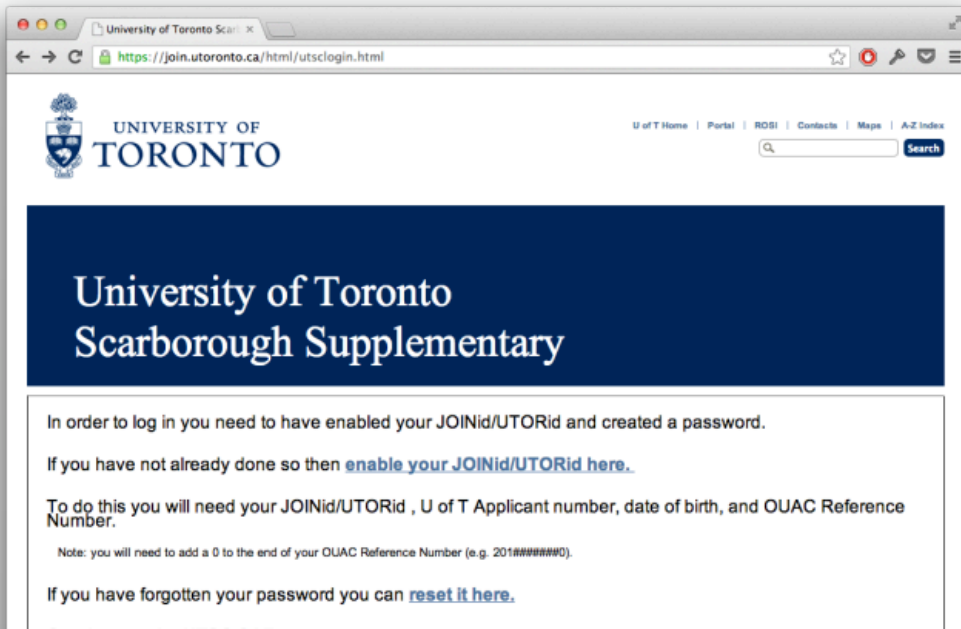 University of Toronto Scar
https://join.utoronto.ca/html/utsclogin.html
UNIVERSITY OF
TORONTO
U of T Home | Portal | ROSI | Contacts | Maps | A-Z Index
Search
University of Toronto
Scarborough Supplementary
In order to log in you need to have enabled your JOINid/UTORid and created a password.
If you have not already done so then enable your JOINid/UTORid here.
To do this you will need your JOINid/UTORid , U of T Applicant number, date of birth, and OUAC Reference
Number.
Note: you will need to add a 0 to the end of your OUAC Reference Number (e.g. 201#######0).
If you have forgotten your password you can reset it here.